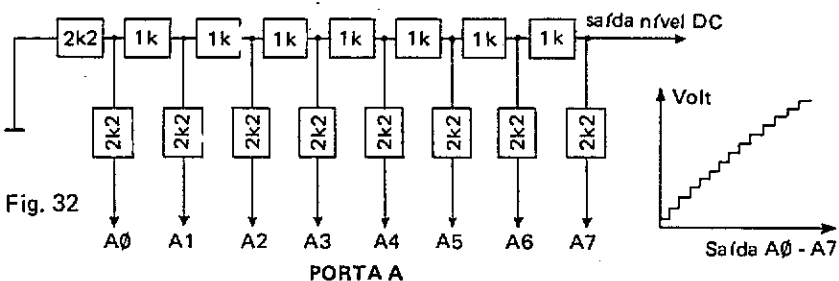 saída nível DC
2k2 1k 1k 1k 1k 1k 1k 1k
Volt
2k2 2k2 2k2 2k2 2k2 2k2 2k2 2k2
Fig. 32
AØ A1 A2 A3 A4 A5 A6 A7
Saída AØ - A7
PORTA A